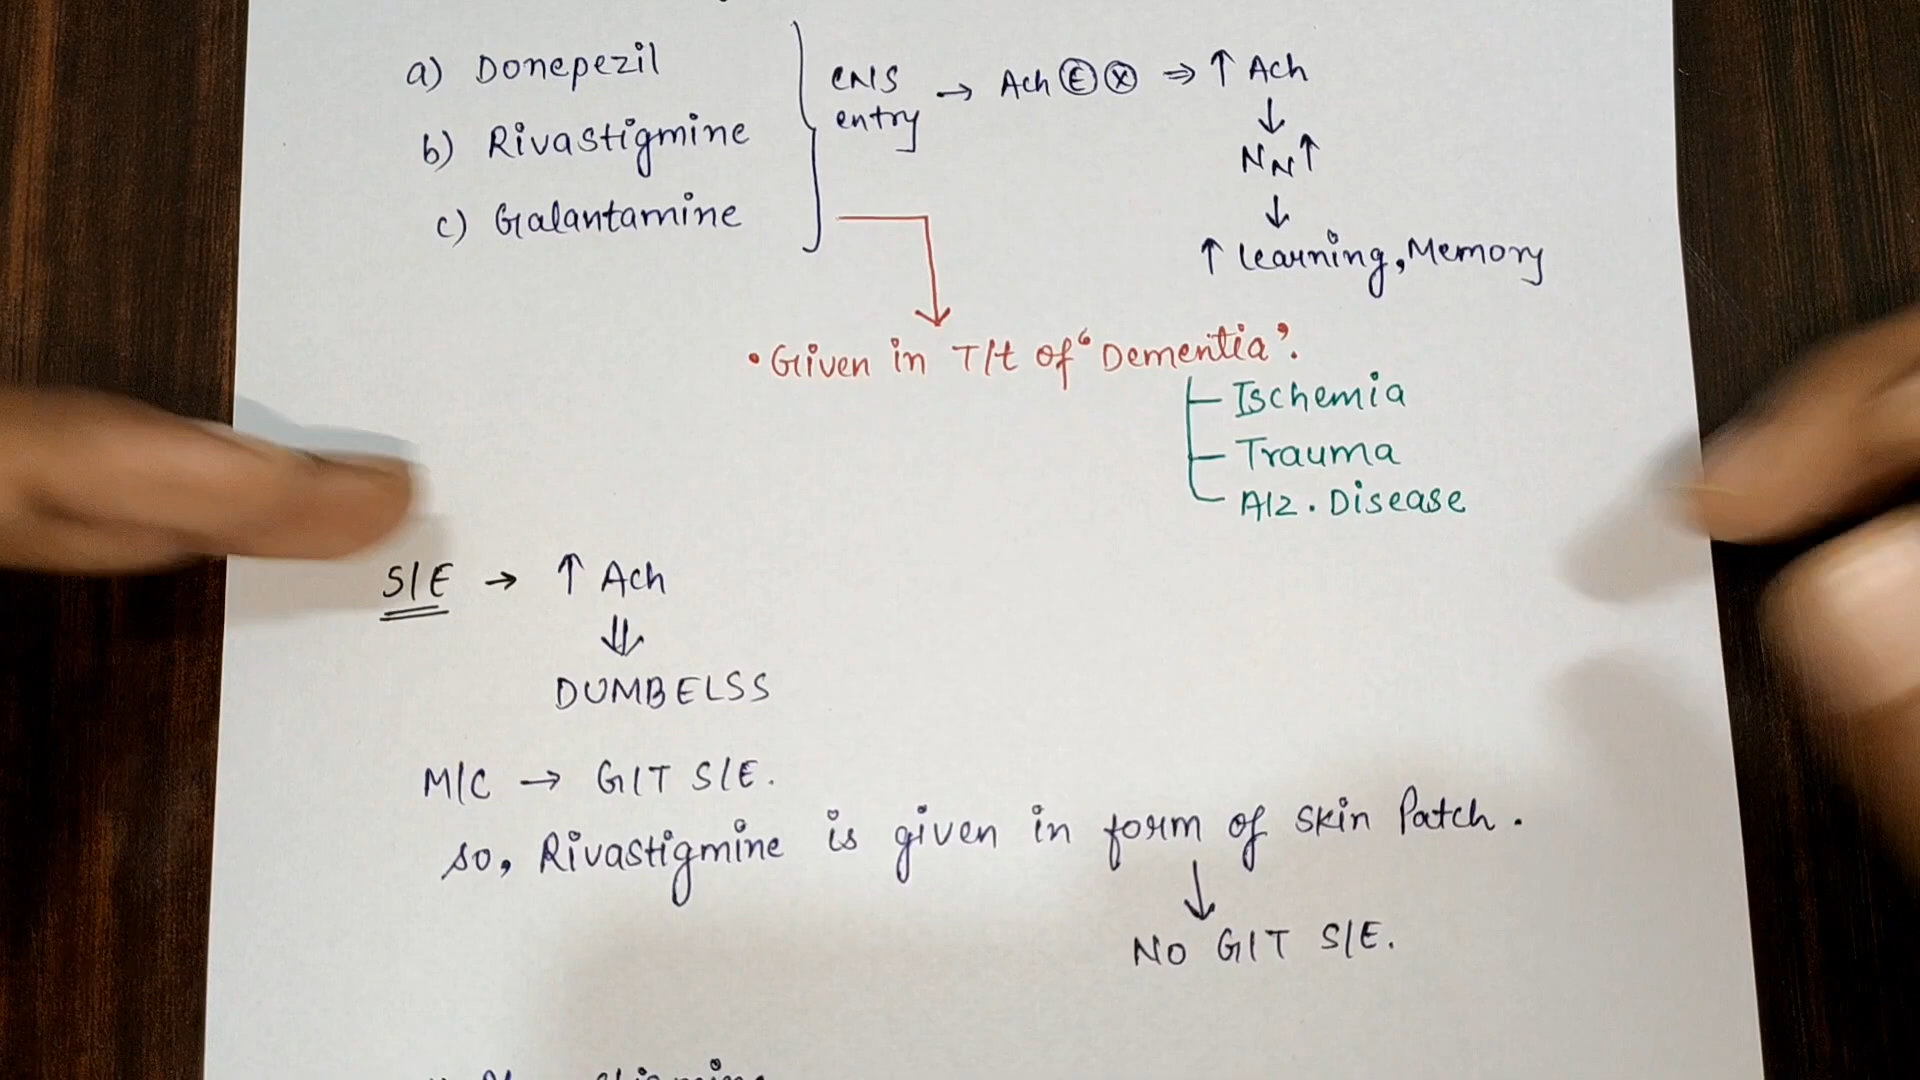 a) Donepezil
b) Rivastigmine
c) Galantamine
CNS entry → Ach Ⓔ ⓧ ⇒ ↑ Ach
↓
NN↑
↓
↑ learning, Memory
• Given in T/t of "Dementia".
Ischemia
Trauma
Alz. Disease
S/E → ↑ Ach
⇓
DUMBELSS
M/C → GIT S/E.
so, Rivastigmine is given in form of skin Patch.
↓
NO GIT S/E.